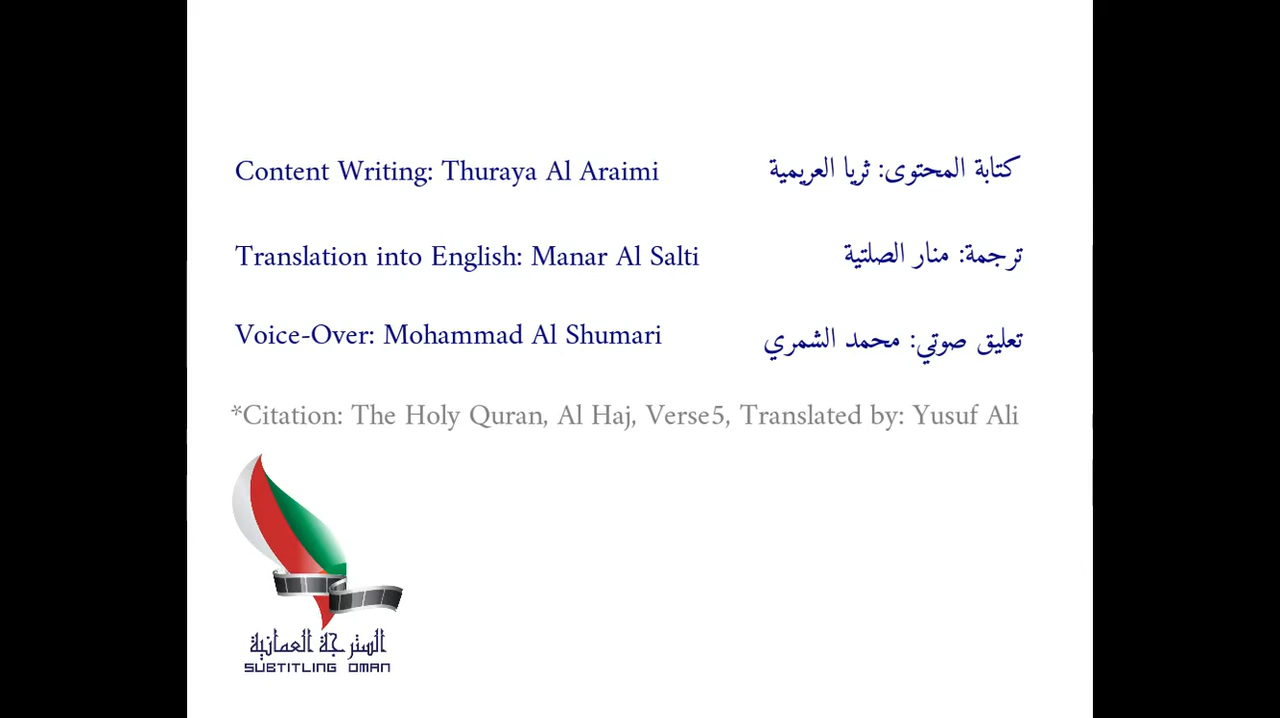 Content Writing: Thuraya Al Araimi
كتابة المحتوى: ثريا العريمية
Translation into English: Manar Al Salti
ترجمة: منار الصلتية
Voice-Over: Mohammad Al Shumari
تعليق صوتي: محمد الشمري
*Citation: The Holy Quran, Al Haj, Verse5, Translated by: Yusuf Ali
السترجة العمانية
SUBTITLING OMAN